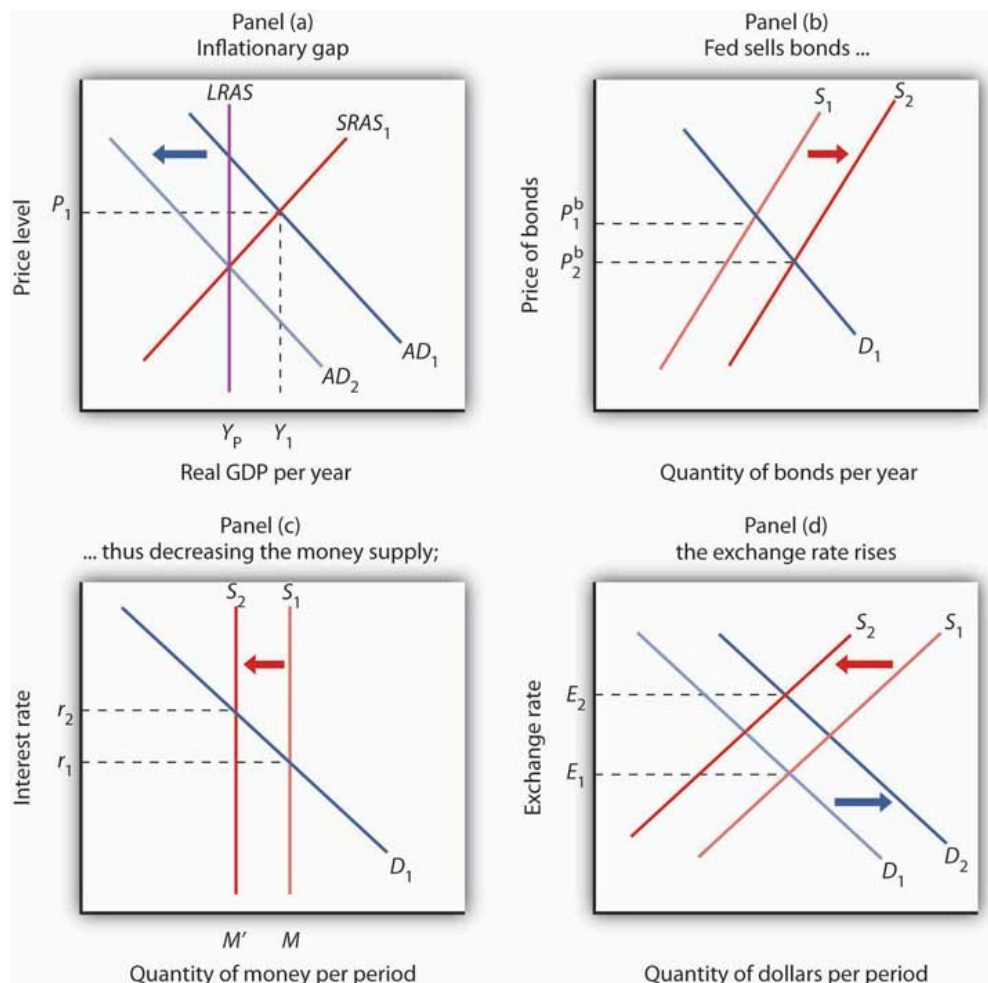 Panel (a)
Inflationary gap
LRAS
SRAS₁
P₁
Price level
AD₁
AD₂
Yₚ
Y₁
Real GDP per year
Panel (b)
Fed sells bonds ...
S₁
S₂
Price of bonds
P₁ᵇ
P₂ᵇ
D₁
Quantity of bonds per year
Panel (c)
... thus decreasing the money supply;
S₂
S₁
Interest rate
r₂
r₁
D₁
M′
M
Quantity of money per period
Panel (d)
the exchange rate rises
S₂
S₁
Exchange rate
E₂
E₁
D₁
D₂
Quantity of dollars per period